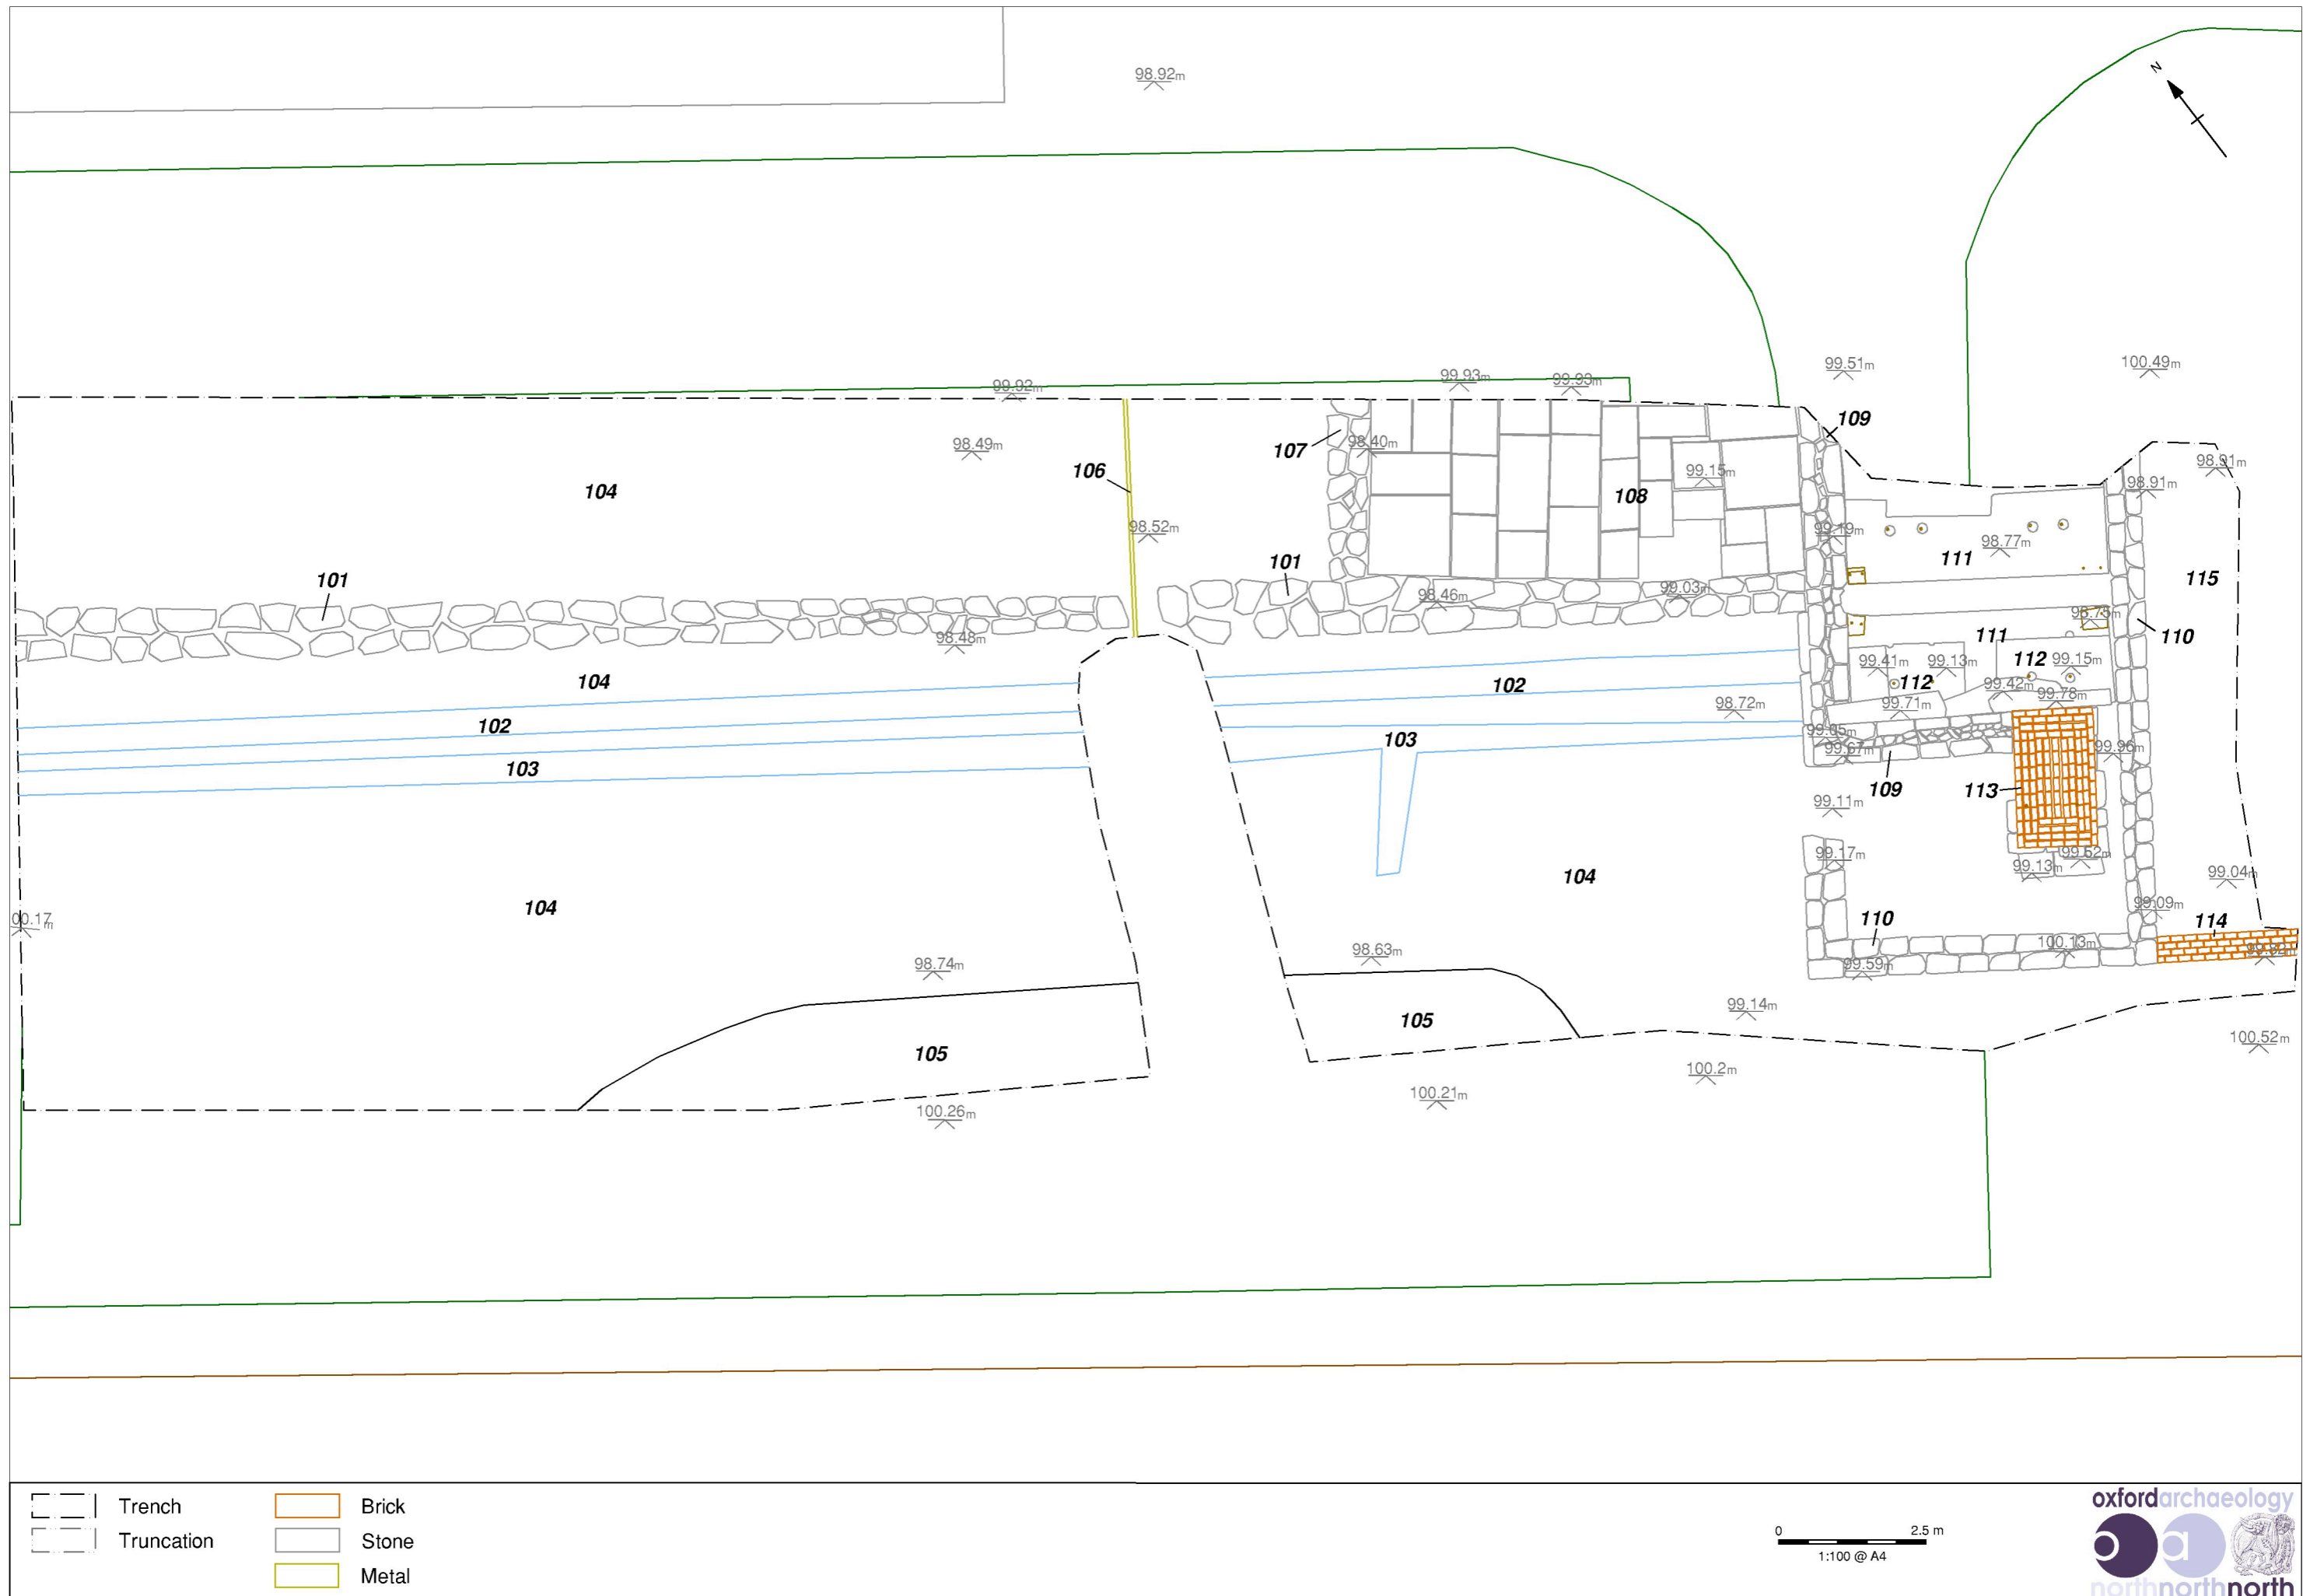 98.92m
N
99.51m
100.49m
99.92m
99.93m
99.93m
109
98.49m
107
98.40m
98.91m
106
99.15m
98.91m
104
108
98.52m
99.19m
98.77m
111
101
101
115
98.46m
99.03m
98.75m
98.48m
111
110
104
102
99.41m
99.13m
112
99.15m
112
99.42m
99.78m
98.72m
99.71m
102
103
99.67m
99.96m
103
109
113
99.11m
99.17m
99.52m
99.13m
104
104
99.04m
00.17m
110
99.09m
114
98.63m
100.13m
98.74m
99.59m
99.14m
105
105
100.52m
100.2m
100.21m
100.26m
Trench
Truncation
Brick
Stone
Metal
0 2.5 m
1:100 @ A4
oxfordarchaeology
oa
northnorthnorth